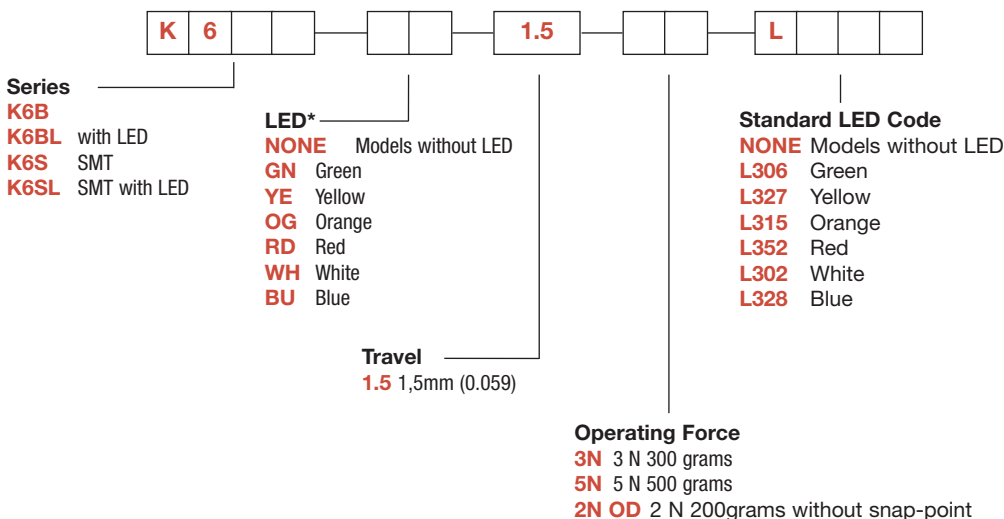 K 6 1.5 L
Series
K6B
K6BL with LED
K6S SMT
K6SL SMT with LED
LED*
NONE Models without LED
GN Green
YE Yellow
OG Orange
RD Red
WH White
BU Blue
Travel
1.5 1,5mm (0.059)
Operating Force
3N 3 N 300 grams
5N 5 N 500 grams
2N OD 2 N 200grams without snap-point
Standard LED Code
NONE Models without LED
L306 Green
L327 Yellow
L315 Orange
L352 Red
L302 White
L328 Blue